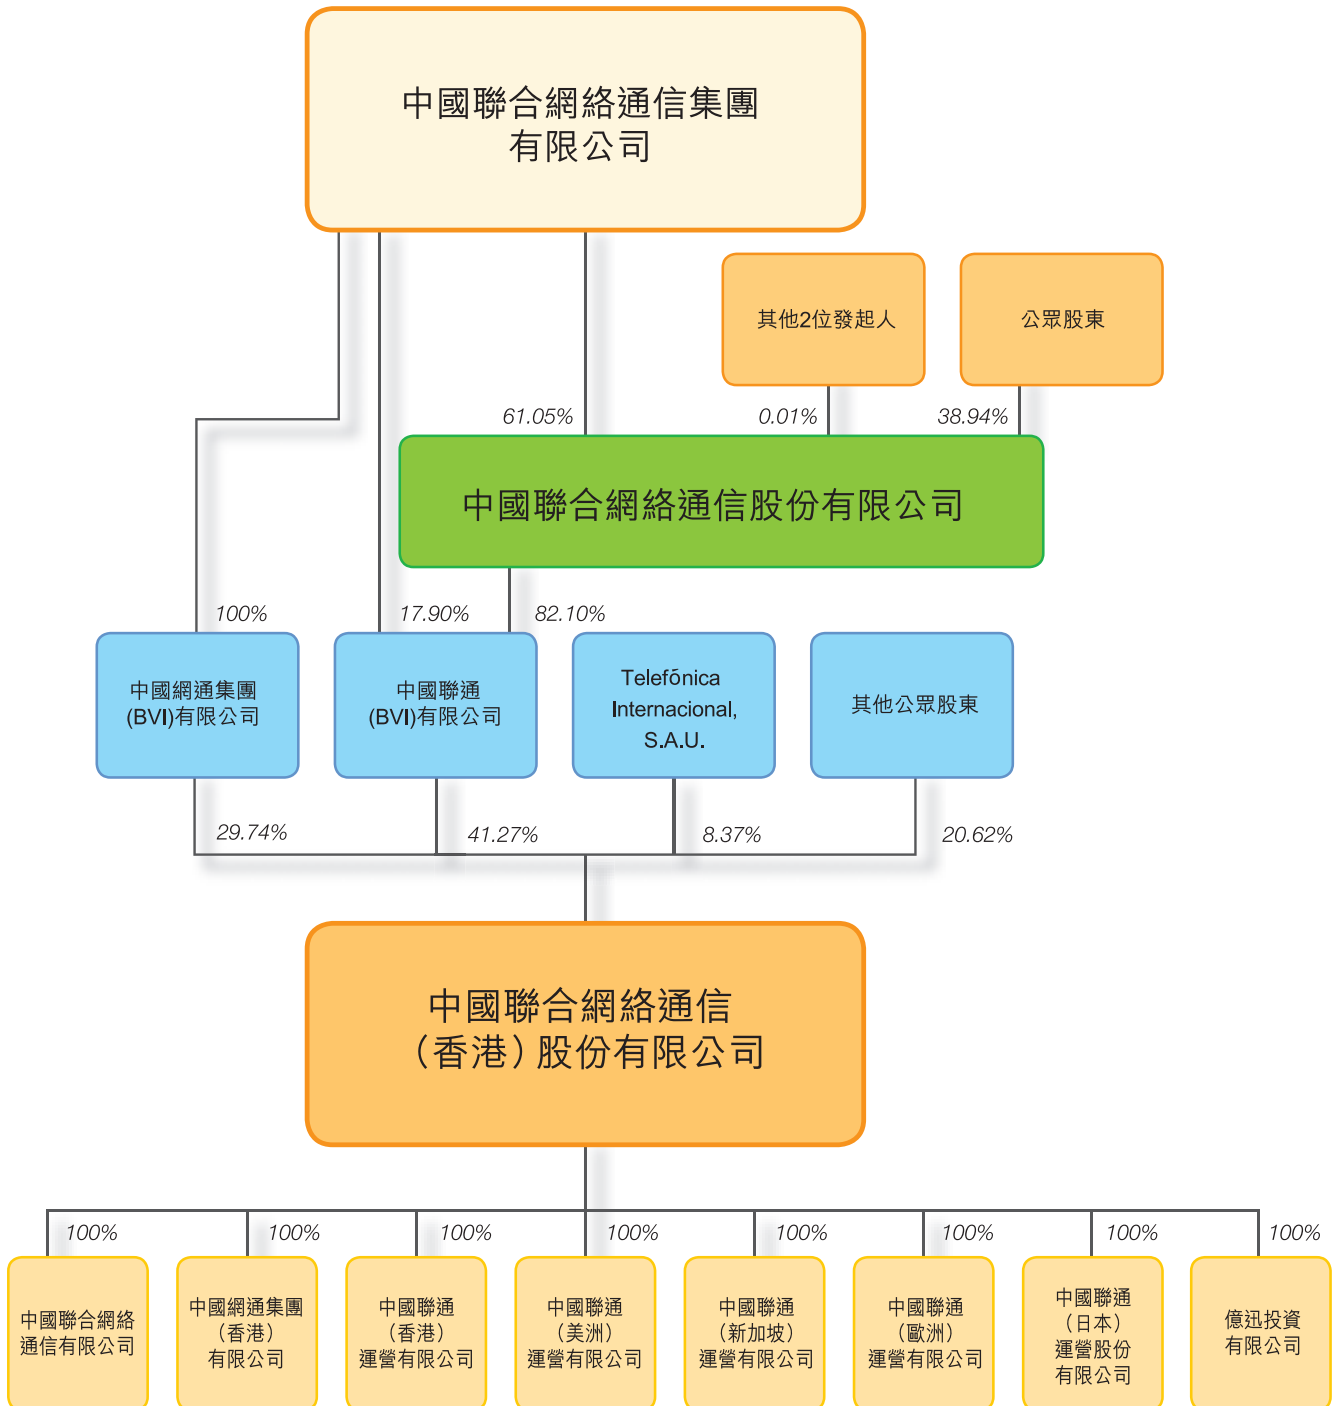 中國聯合網絡通信集團
有限公司
其他2位發起人
公眾股東
61.05%
0.01%
38.94%
中國聯合網絡通信股份有限公司
100%
17.90%
82.10%
中國網通集團
(BVI)有限公司
中國聯通
(BVI)有限公司
Telefónica
Internacional,
S.A.U.
其他公眾股東
29.74%
41.27%
8.37%
20.62%
中國聯合網絡通信
（香港）股份有限公司
100%
100%
100%
100%
100%
100%
100%
100%
中國聯合網絡
通信有限公司
中國網通集團
（香港）
有限公司
中國聯通
（香港）
運營有限公司
中國聯通
（美洲）
運營有限公司
中國聯通
（新加坡）
運營有限公司
中國聯通
（歐洲）
運營有限公司
中國聯通
（日本）
運營股份
有限公司
億迅投資
有限公司